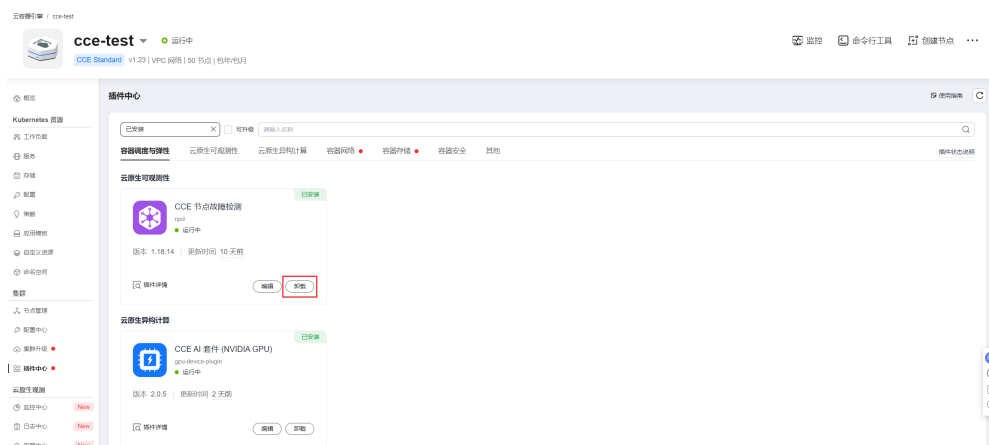 云容器引擎 / cce-test
cce-test 运行中
监控 命令行工具 创建节点
CCE Standard v1.23 | VPC 网络 | 50 节点 | 包年/包月
概览
Kubernetes 资源
工作负载
服务
存储
配置
策略
应用模板
自定义资源
命名空间
集群
节点管理
配置中心
集群升级
插件中心
云原生观测
监控中心 New
日志中心 New
New
插件中心
使用指南
已安装 可升级 请输入名称
容器调度与弹性 云原生可观测性 云原生异构计算 容器网络 容器存储 容器安全 其他
插件状态说明
云原生可观测性
已安装
CCE 节点故障检测
npd
运行中
版本 1.18.14 | 更新时间 10 天前
插件详情 编辑 卸载
云原生异构计算
已安装
CCE AI 套件 (NVIDIA GPU)
gpu-device-plugin
运行中
版本 2.0.5 | 更新时间 2 天前
插件详情 编辑 卸载